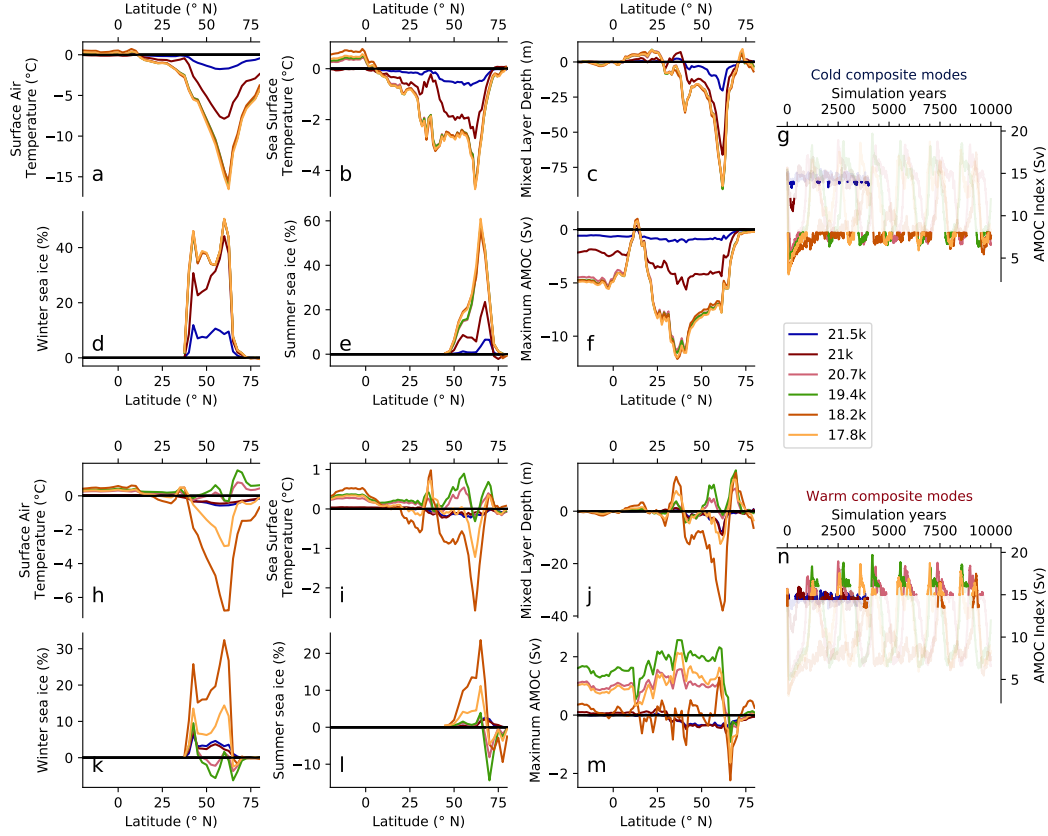 Latitude (° N) Latitude (° N) Latitude (° N)
0 25 50 75 0 25 50 75 0 25 50 75
Surface Air
Temperature (°C)
0
−5
−10
−15
a
Sea Surface
Temperature (°C)
0
−2
−4
b
Mixed Layer Depth (m)
0
−25
−50
−75
c
Cold composite modes
Simulation years
0 2500 5000 7500 10000
g
20
15
10
5
AMOC Index (Sv)
Winter sea ice (%)
40
20
0
d
Summer sea ice (%)
60
40
20
0
e
Maximum AMOC (Sv)
0
−5
−10
f
0 25 50 75 0 25 50 75 0 25 50 75
Latitude (° N) Latitude (° N) Latitude (° N)
21.5k
21k
20.7k
19.4k
18.2k
17.8k
0 25 50 75 0 25 50 75 0 25 50 75
Surface Air
Temperature (°C)
0
−2
−4
−6
h
Sea Surface
Temperature (°C)
1
0
−1
−2
i
Mixed Layer Depth (m)
0
−20
−40
j
Warm composite modes
Simulation years
0 2500 5000 7500 10000
n
20
15
10
5
AMOC Index (Sv)
Winter sea ice (%)
30
20
10
0
k
Summer sea ice (%)
20
10
0
−10
l
Maximum AMOC (Sv)
2
0
−2
m
0 25 50 75 0 25 50 75 0 25 50 75
Latitude (° N) Latitude (° N) Latitude (° N)